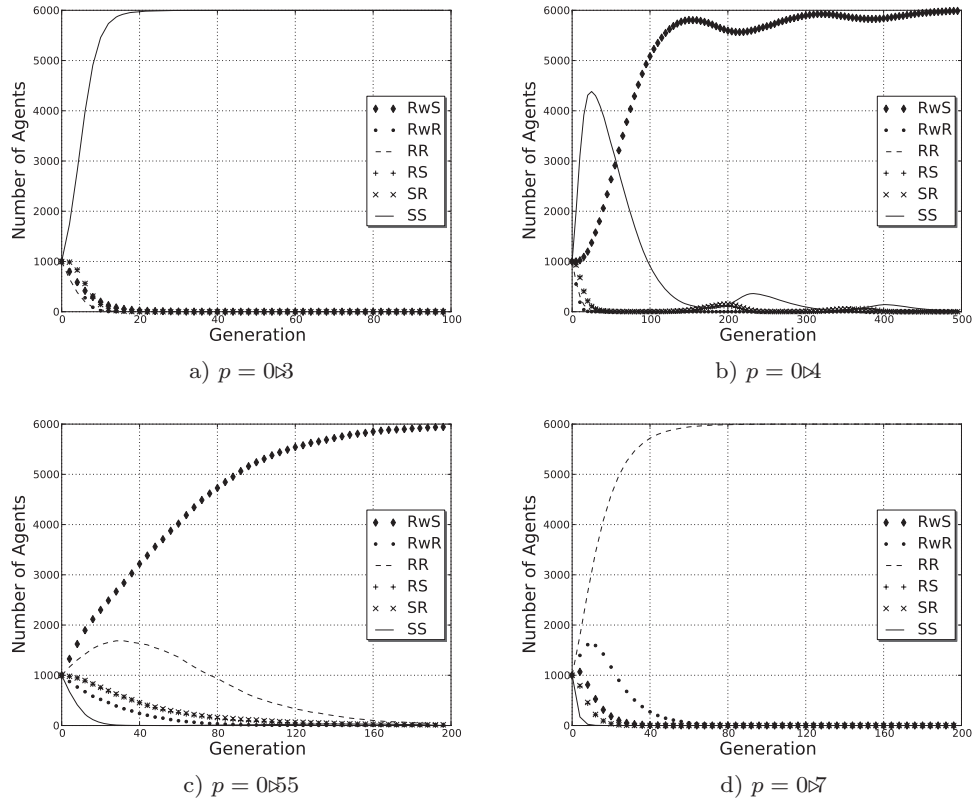 6000
5000
4000
3000
2000
1000
0
Number of Agents
RwS
RwR
RR
RS
SR
SS
0 20 40 60 80 100
Generation
a) p = 0▹3
6000
5000
4000
3000
2000
1000
0
Number of Agents
RwS
RwR
RR
RS
SR
SS
0 100 200 300 400 500
Generation
b) p = 0▹4
6000
5000
4000
3000
2000
1000
0
Number of Agents
RwS
RwR
RR
RS
SR
SS
0 40 80 120 160 200
Generation
c) p = 0▹55
6000
5000
4000
3000
2000
1000
0
Number of Agents
RwS
RwR
RR
RS
SR
SS
0 40 80 120 160 200
Generation
d) p = 0▹7